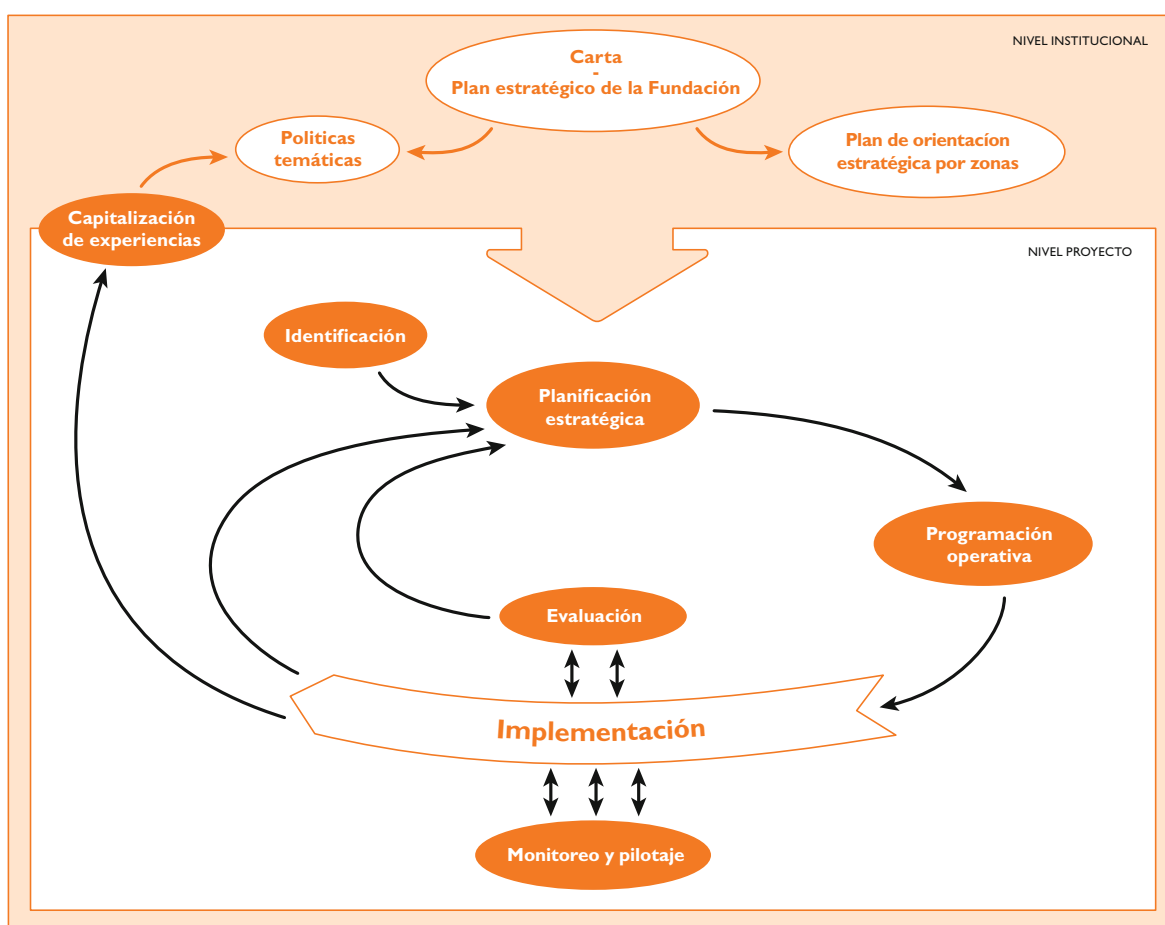 NIVEL INSTITUCIONAL
Carta
-
Plan estratégico de la Fundación
Politicas
temáticas
Plan de orientacíon
estratégica por zonas
Capitalización
de experiencias
NIVEL PROYECTO
Identificación
Planificación
estratégica
Programación
operativa
Evaluación
Implementación
Monitoreo y pilotaje